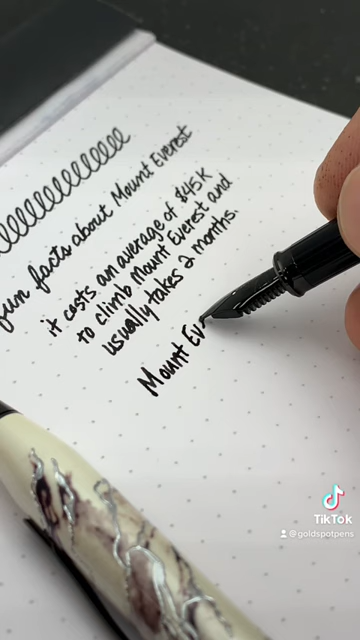 fun facts about Mount Everest
it costs an average of $45K
to climb Mount Everest and
usually takes 2 months.
Mount Ev
TikTok
@goldspotpens